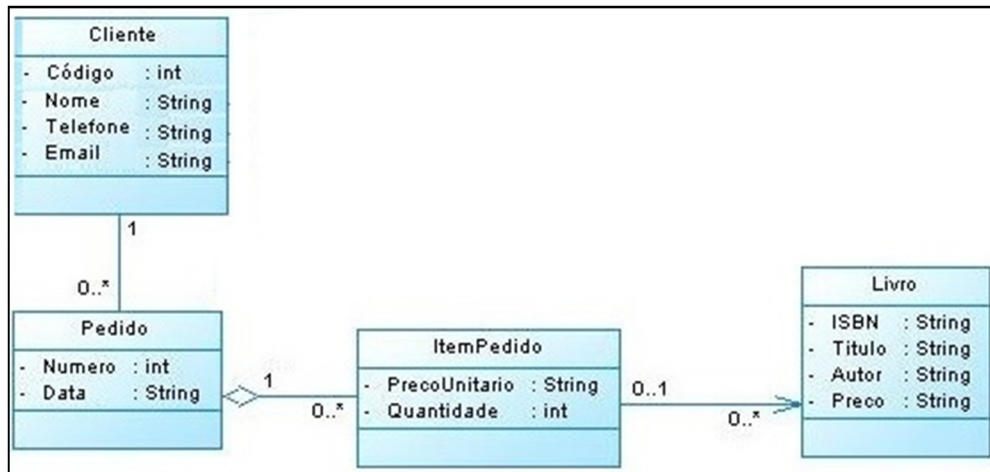 Cliente
- Código : int
- Nome : String
- Telefone : String
- Email : String
1
0..*
Pedido
- Numero : int
- Data : String
1
0..*
ItemPedido
- PrecoUnitario : String
- Quantidade : int
0..1
0..*
Livro
- ISBN : String
- Titulo : String
- Autor : String
- Preco : String